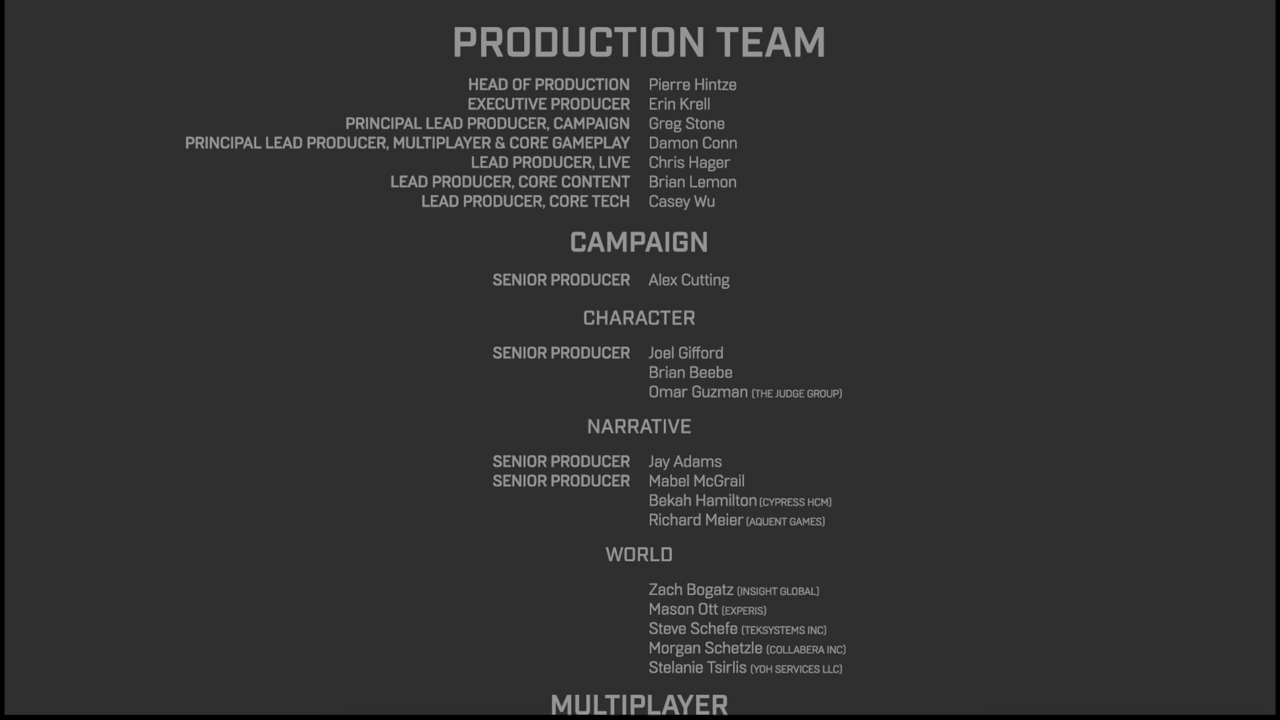 PRODUCTION TEAM
HEAD OF PRODUCTION Pierre Hintze
EXECUTIVE PRODUCER Erin Krell
PRINCIPAL LEAD PRODUCER, CAMPAIGN Greg Stone
PRINCIPAL LEAD PRODUCER, MULTIPLAYER & CORE GAMEPLAY Damon Conn
LEAD PRODUCER, LIVE Chris Hager
LEAD PRODUCER, CORE CONTENT Brian Lemon
LEAD PRODUCER, CORE TECH Casey Wu
CAMPAIGN
SENIOR PRODUCER Alex Cutting
CHARACTER
SENIOR PRODUCER Joel Gifford
Brian Beebe
Omar Guzman (THE JUDGE GROUP)
NARRATIVE
SENIOR PRODUCER Jay Adams
SENIOR PRODUCER Mabel McGrail
Bekah Hamilton (CYPRESS HCM)
Richard Meier (AQUENT GAMES)
WORLD
Zach Bogatz (INSIGHT GLOBAL)
Mason Ott (EXPERIS)
Steve Schefe (TEKSYSTEMS INC)
Morgan Schetzle (COLLABERA INC)
Stelanie Tsirlis (YOH SERVICES LLC)
MULTIPLAYER